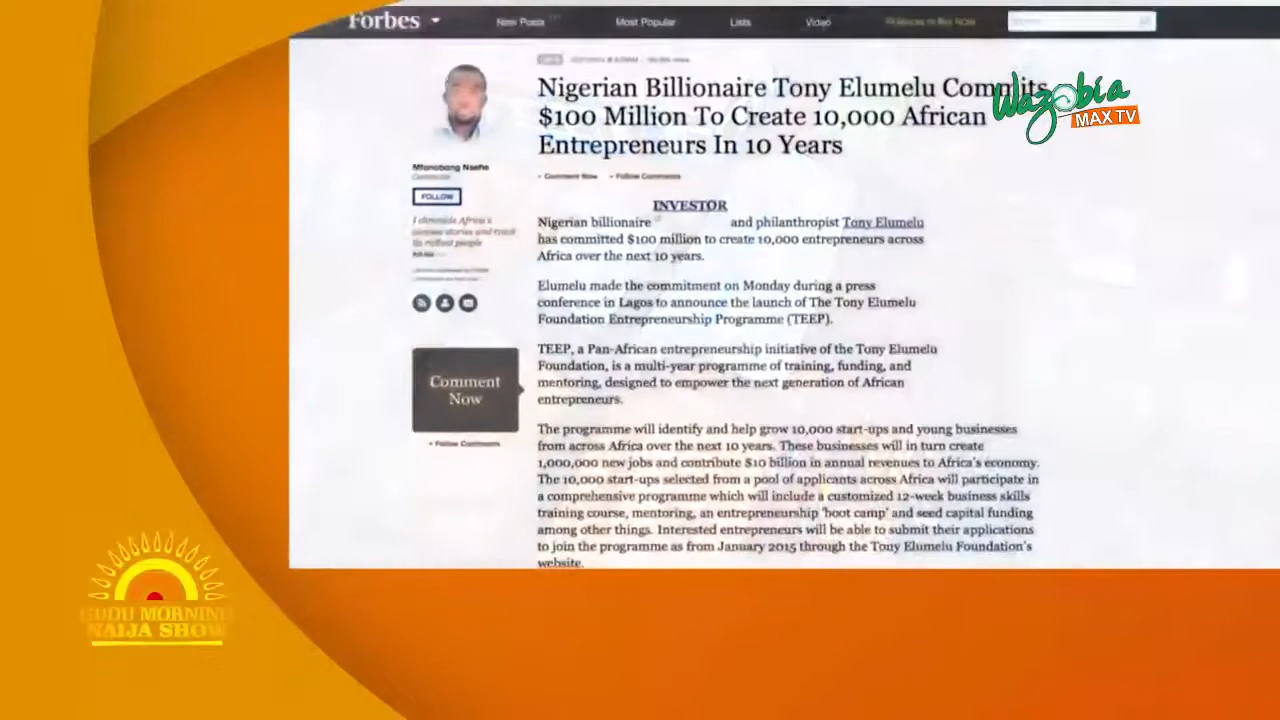 Forbes
New Posts
Most Popular
Lists
Video
Nigerian Billionaire Tony Elumelu Commits
$100 Million To Create 10,000 African
Entrepreneurs In 10 Years
Wazobia
MAX TV
Mfonobong Nsehe
FOLLOW
Comment Now
Follow Comments
INVESTOR
Nigerian billionaire and philanthropist Tony Elumelu
has committed $100 million to create 10,000 entrepreneurs across
Africa over the next 10 years.
Elumelu made the commitment on Monday during a press
conference in Lagos to announce the launch of The Tony Elumelu
Foundation Entrepreneurship Programme (TEEP).
TEEP, a Pan-African entrepreneurship initiative of the Tony Elumelu
Foundation, is a multi-year programme of training, funding, and
mentoring, designed to empower the next generation of African
entrepreneurs.
Comment
Now
Follow Comments
The programme will identify and help grow 10,000 start-ups and young businesses
from across Africa over the next 10 years. These businesses will in turn create
1,000,000 new jobs and contribute $10 billion in annual revenues to Africa's economy.
The 10,000 start-ups selected from a pool of applicants across Africa will participate in
a comprehensive programme which will include a customized 12-week business skills
training course, mentoring, an entrepreneurship 'boot camp' and seed capital funding
among other things. Interested entrepreneurs will be able to submit their applications
to join the programme as from January 2015 through the Tony Elumelu Foundation's
website.
GUDU MORNING
NAIJA SHOW